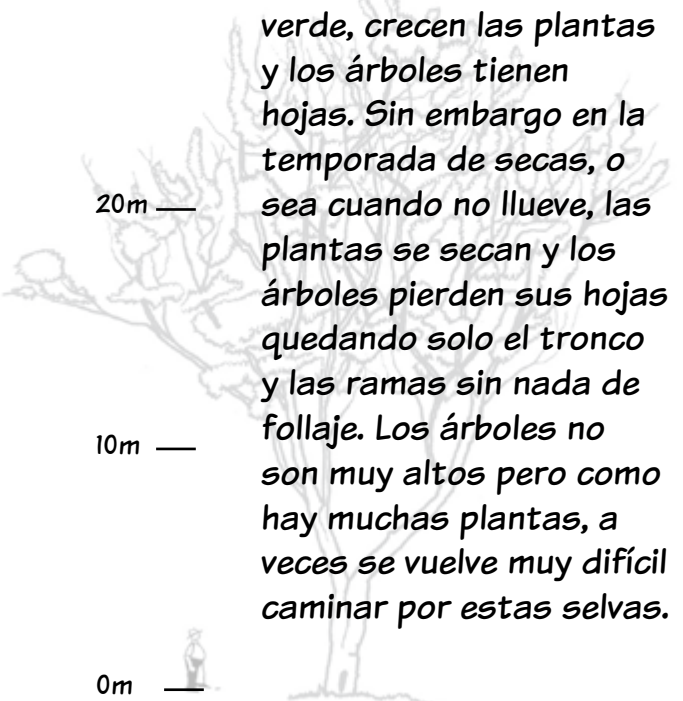 verde, crecen las plantas
y los árboles tienen
hojas. Sin embargo en la
temporada de secas, o
20m
sea cuando no llueve, las
plantas se secan y los
árboles pierden sus hojas
quedando solo el tronco
y las ramas sin nada de
10m
follaje. Los árboles no
son muy altos pero como
hay muchas plantas, a
veces se vuelve muy difícil
caminar por estas selvas.
0m